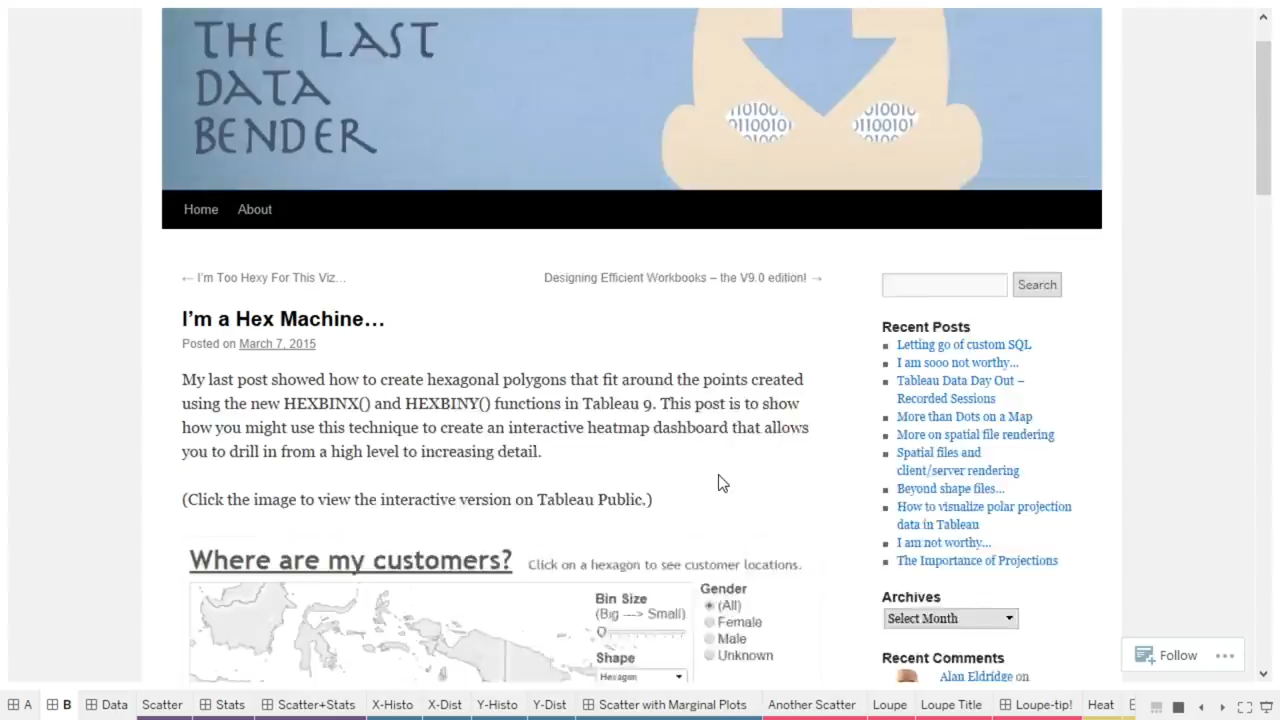 THE LAST
DATA
BENDER
Home About
← I'm Too Hexy For This Viz…
Designing Efficient Workbooks – the V9.0 edition! →
Search
I'm a Hex Machine…
Posted on March 7, 2015
My last post showed how to create hexagonal polygons that fit around the points created
using the new HEXBINX() and HEXBINY() functions in Tableau 9. This post is to show
how you might use this technique to create an interactive heatmap dashboard that allows
you to drill in from a high level to increasing detail.
(Click the image to view the interactive version on Tableau Public.)
Where are my customers? Click on a hexagon to see customer locations.
Bin Size
(Big ---> Small)
Shape
Hexagon
Gender
(All)
Female
Male
Unknown
Recent Posts
Letting go of custom SQL
I am sooo not worthy…
Tableau Data Day Out –
Recorded Sessions
More than Dots on a Map
More on spatial file rendering
Spatial files and
client/server rendering
Beyond shape files…
How to visualize polar projection
data in Tableau
I am not worthy…
The Importance of Projections
Archives
Select Month
Recent Comments
Alan Eldridge on
Follow
A B Data Scatter Stats Scatter+Stats X-Histo X-Dist Y-Histo Y-Dist Scatter with Marginal Plots Another Scatter Loupe Loupe Title Loupe-tip! Heat